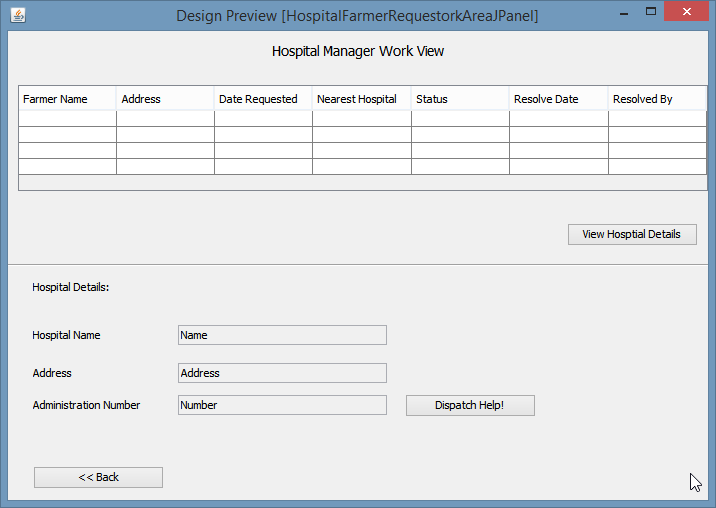 Design Preview [HospitalFarmerRequestorkAreaJPanel]
Hospital Manager Work View
Farmer Name Address Date Requested Nearest Hospital Status Resolve Date Resolved By
View Hosptial Details
Hospital Details:
Hospital Name Name
Address Address
Administration Number Number Dispatch Help!
<< Back